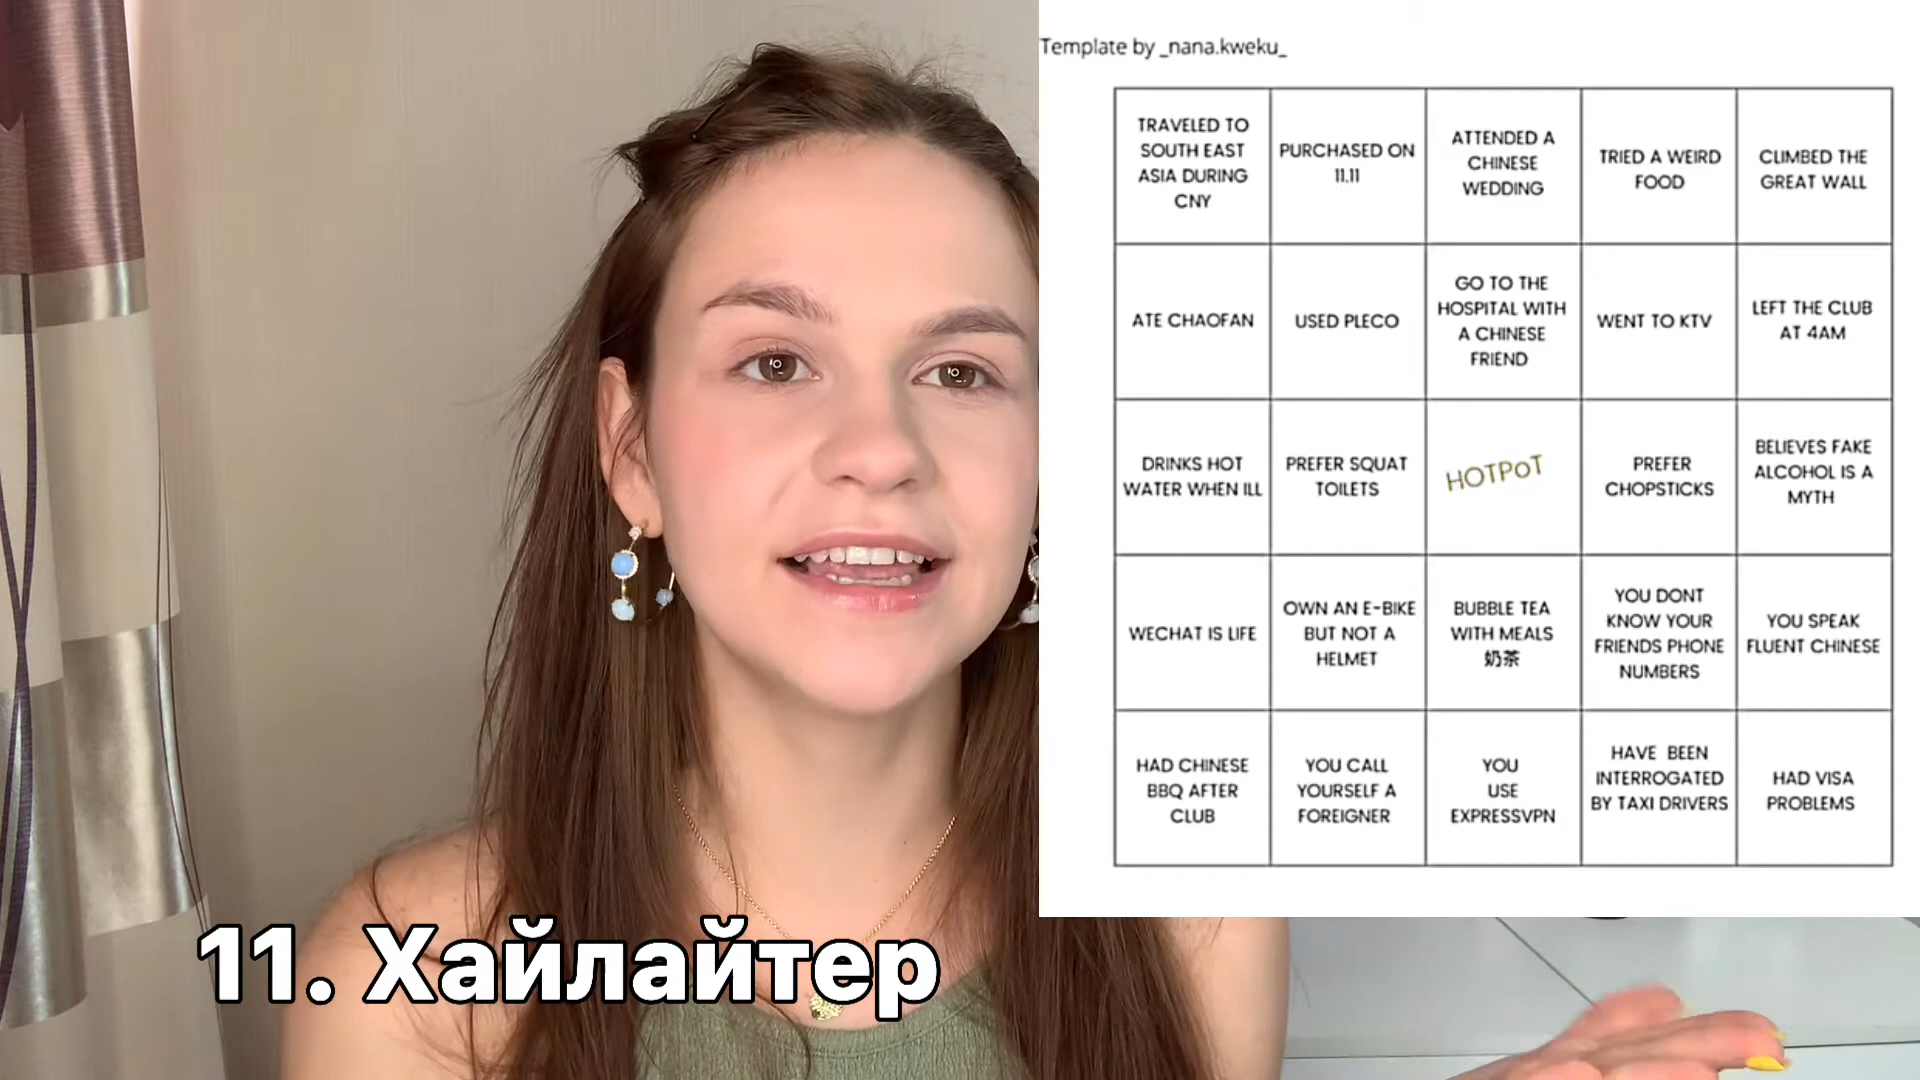 Template by _nana.kweku_
TRAVELED TO
SOUTH EAST
ASIA DURING
CNY
PURCHASED ON
11.11
ATTENDED A
CHINESE
WEDDING
TRIED A WEIRD
FOOD
CLIMBED THE
GREAT WALL
ATE CHAOFAN
USED PLECO
GO TO THE
HOSPITAL WITH
A CHINESE
FRIEND
WENT TO KTV
LEFT THE CLUB
AT 4AM
DRINKS HOT
WATER WHEN ILL
PREFER SQUAT
TOILETS
HOTPoT
PREFER
CHOPSTICKS
BELIEVES FAKE
ALCOHOL IS A
MYTH
WECHAT IS LIFE
OWN AN E-BIKE
BUT NOT A
HELMET
BUBBLE TEA
WITH MEALS
奶茶
YOU DONT
KNOW YOUR
FRIENDS PHONE
NUMBERS
YOU SPEAK
FLUENT CHINESE
HAD CHINESE
BBQ AFTER
CLUB
YOU CALL
YOURSELF A
FOREIGNER
YOU
USE
EXPRESSVPN
HAVE BEEN
INTERROGATED
BY TAXI DRIVERS
HAD VISA
PROBLEMS
11. Хайлайтер